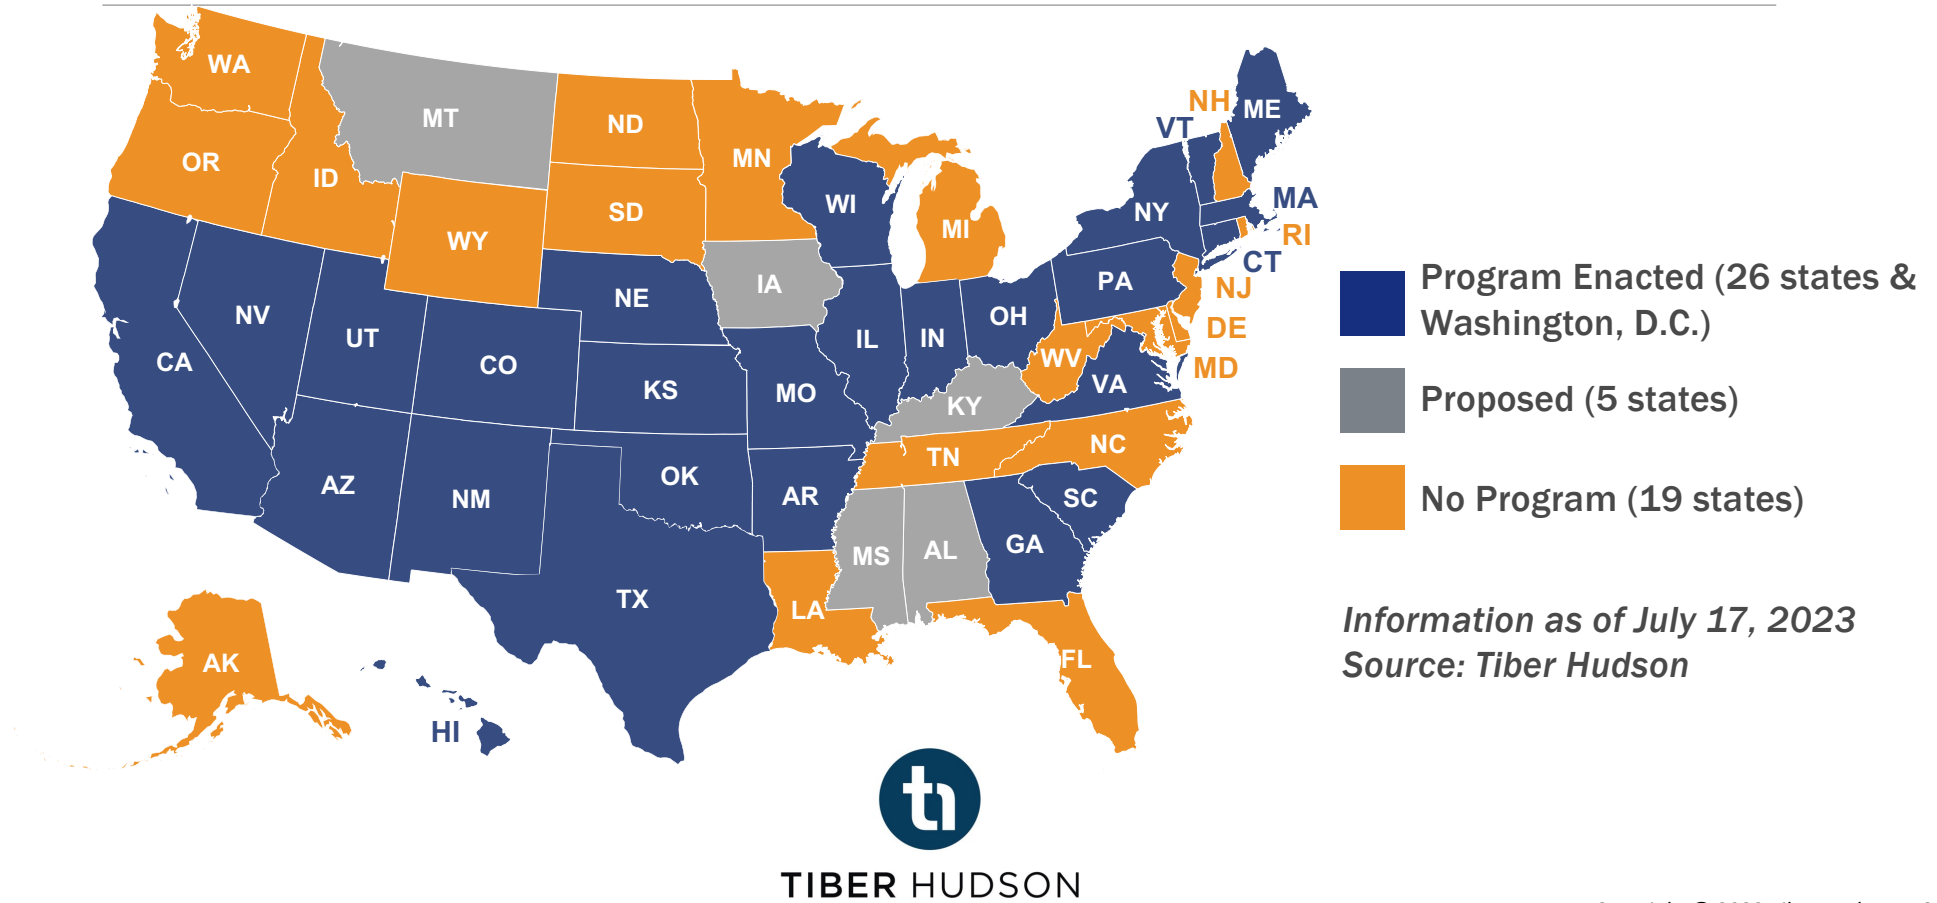 WA
MT
ND
MN
OR
ID
SD
WY
WI
MI
NH
VT
ME
NY
MA
RI
CT
PA
NJ
DE
MD
IA
NE
NV
UT
CO
CA
KS
MO
IL
IN
OH
WV
VA
KY
TN
NC
AZ
NM
OK
AR
SC
MS
AL
GA
TX
LA
FL
AK
HI
Program Enacted (26 states &
Washington, D.C.)
Proposed (5 states)
No Program (19 states)
Information as of July 17, 2023
Source: Tiber Hudson
TIBER HUDSON